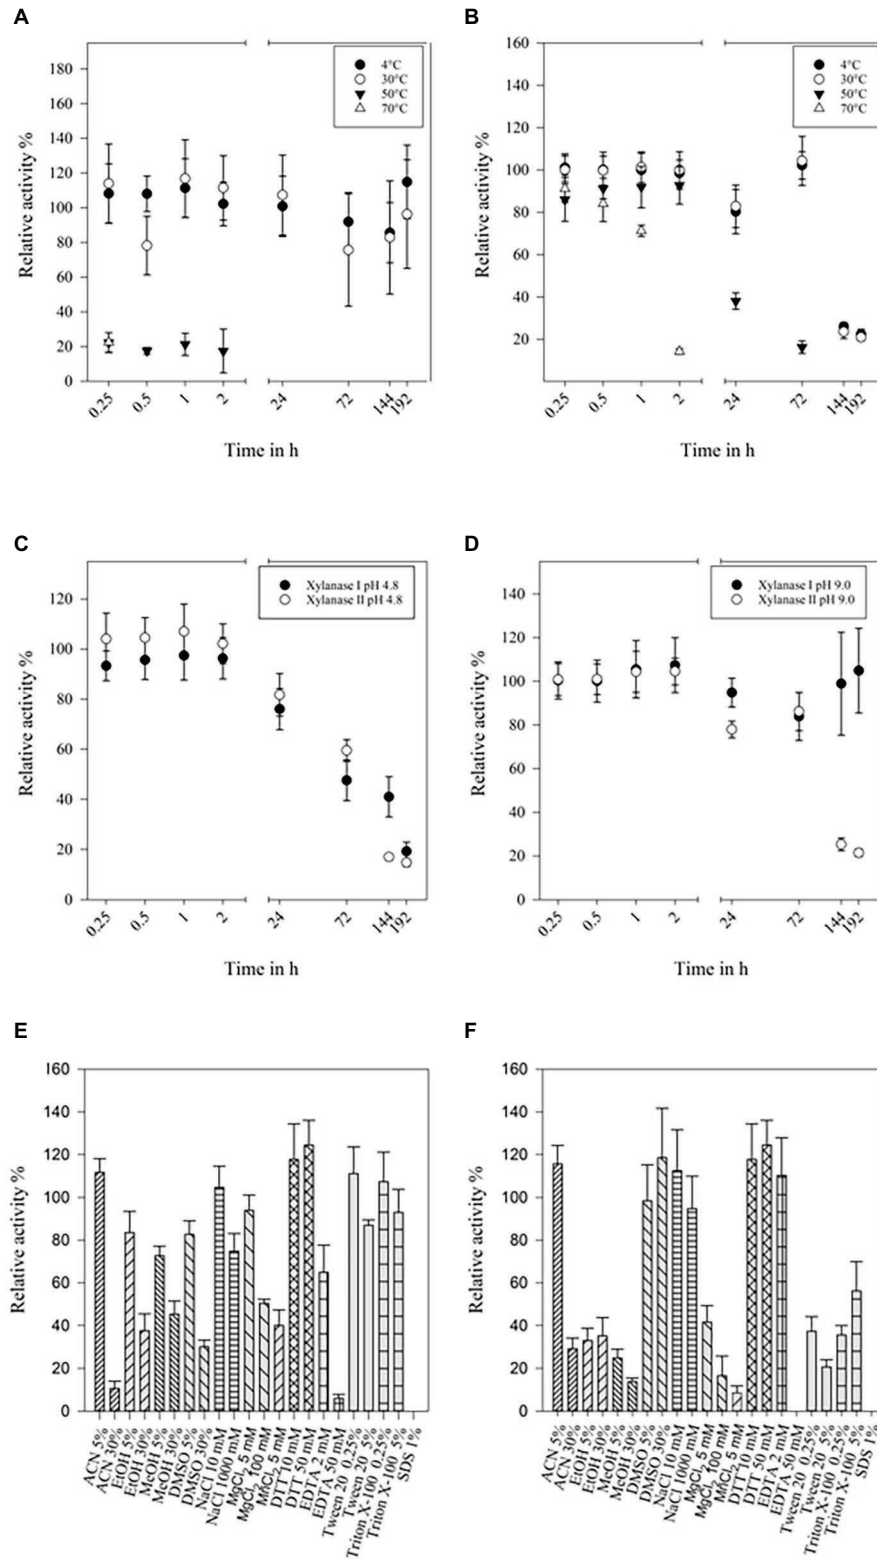 A
Relative activity %
180
160
140
120
100
80
60
40
20
0
4°C
30°C
50°C
70°C
0.25
0.5
1
2
24
72
144
192
Time in h
B
Relative activity %
160
140
120
100
80
60
40
20
4°C
30°C
50°C
70°C
0.25
0.5
1
2
24
72
144
192
Time in h
C
Relative activity %
120
100
80
60
40
20
0
Xylanase I pH 4.8
Xylanase II pH 4.8
0.25
0.5
1
2
24
72
144
192
Time in h
D
Relative activity %
140
120
100
80
60
40
20
0
Xylanase I pH 9.0
Xylanase II pH 9.0
0.25
0.5
1
2
24
72
144
192
Time in h
E
Relative activity %
160
140
120
100
80
60
40
20
0
ACN 5%
ACN 30%
EtOH 5%
EtOH 30%
MeOH 5%
MeOH 30%
DMSO 5%
DMSO 30%
NaCl 10 mM
NaCl 1000 mM
MgCl2 5 mM
MgCl2 100 mM
MnCl2 5 mM
DTT 10 mM
DTT 50 mM
EDTA 2 mM
EDTA 50 mM
Tween 20 0.25%
Tween 20 5%
Triton X-100 0.25%
Triton X-100 5%
SDS 1%
F
Relative activity %
160
140
120
100
80
60
40
20
0
ACN 5%
ACN 30%
EtOH 5%
EtOH 30%
MeOH 5%
MeOH 30%
DMSO 5%
DMSO 30%
NaCl 10 mM
NaCl 1000 mM
MgCl2 5 mM
MgCl2 100 mM
MnCl2 5 mM
DTT 10 mM
DTT 50 mM
EDTA 2 mM
EDTA 50 mM
Tween 20 0.25%
Tween 20 5%
Triton X-100 0.25%
Triton X-100 5%
SDS 1%